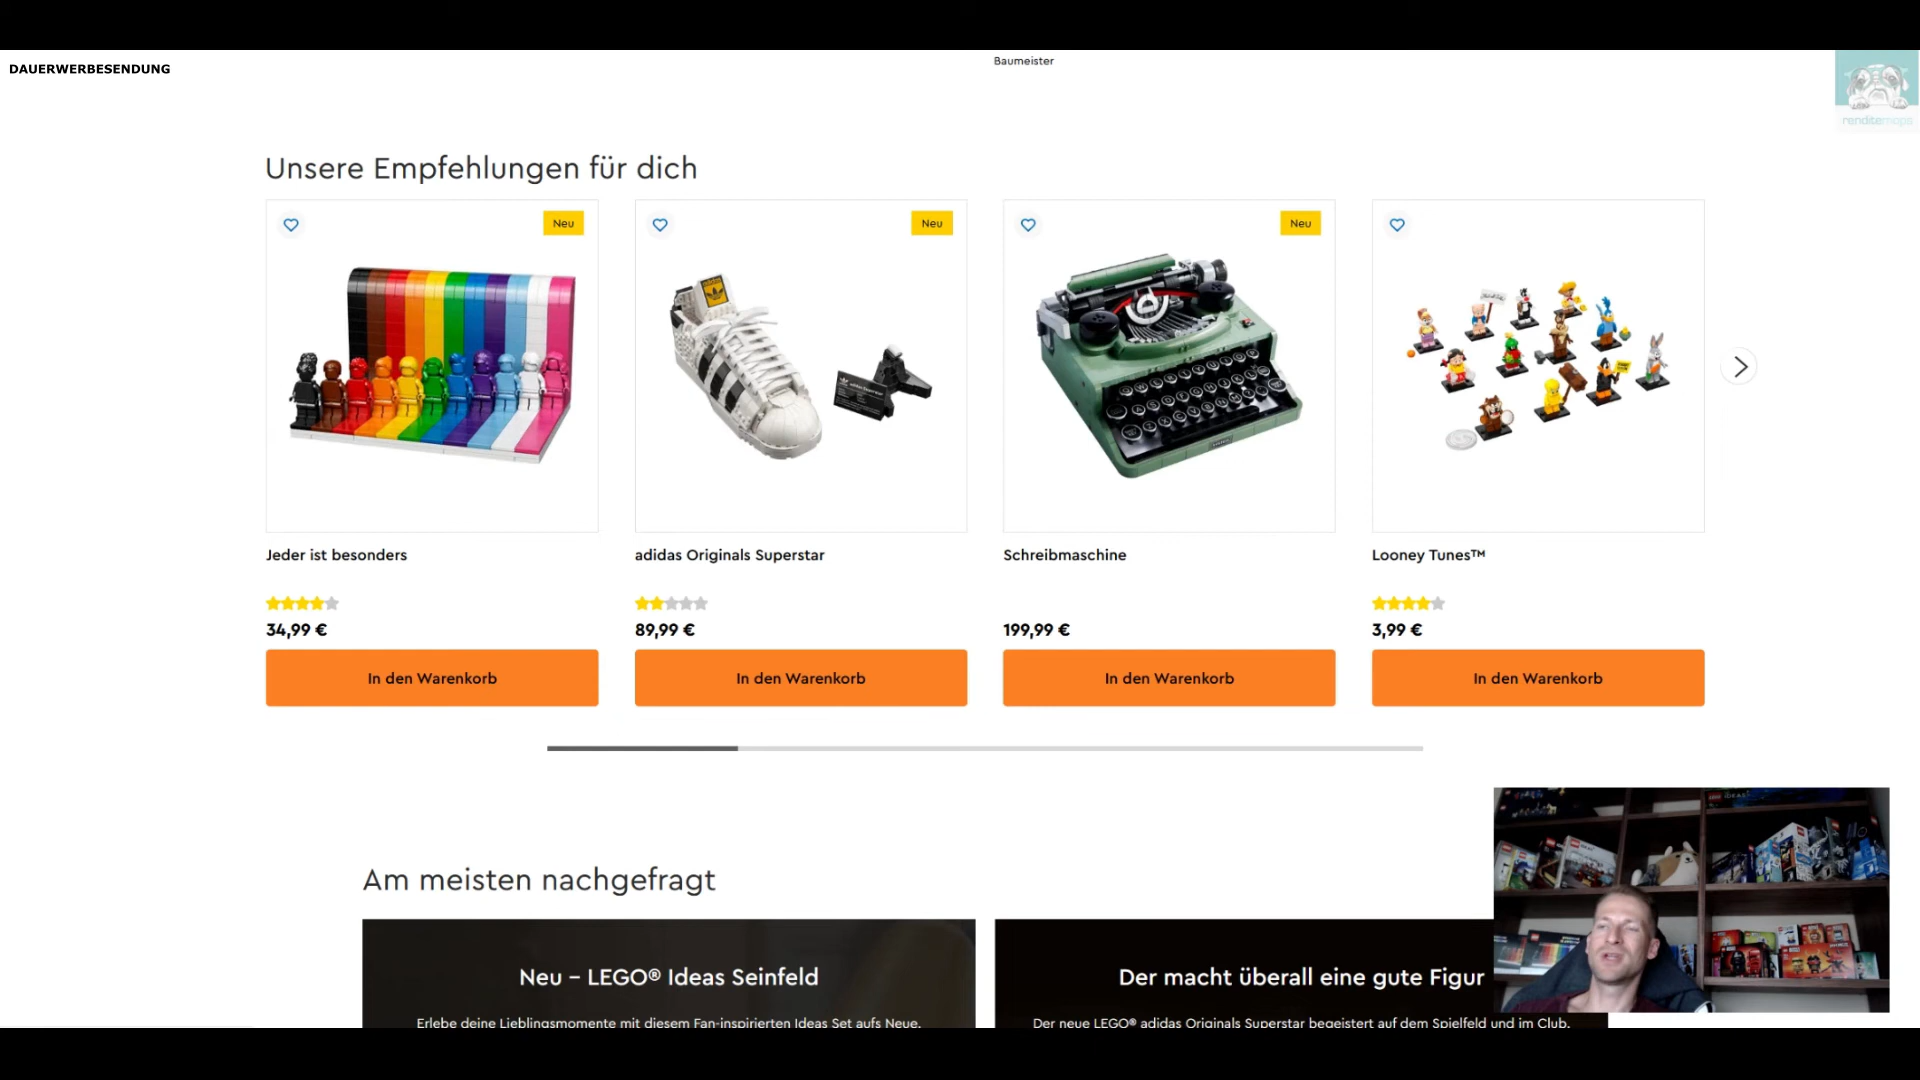 DAUERWERBESENDUNG
Baumeister
renditemops
Unsere Empfehlungen für dich
Neu
Neu
Neu
Jeder ist besonders
adidas Originals Superstar
Schreibmaschine
Looney Tunes™
34,99 €
89,99 €
199,99 €
3,99 €
In den Warenkorb
In den Warenkorb
In den Warenkorb
In den Warenkorb
Am meisten nachgefragt
Neu – LEGO® Ideas Seinfeld
Der macht überall eine gute Figur
Erlebe deine Lieblingsmomente mit diesem Fan-inspirierten Ideas Set aufs Neue.
Der neue LEGO® adidas Originals Superstar begeistert auf dem Spielfeld und im Club.